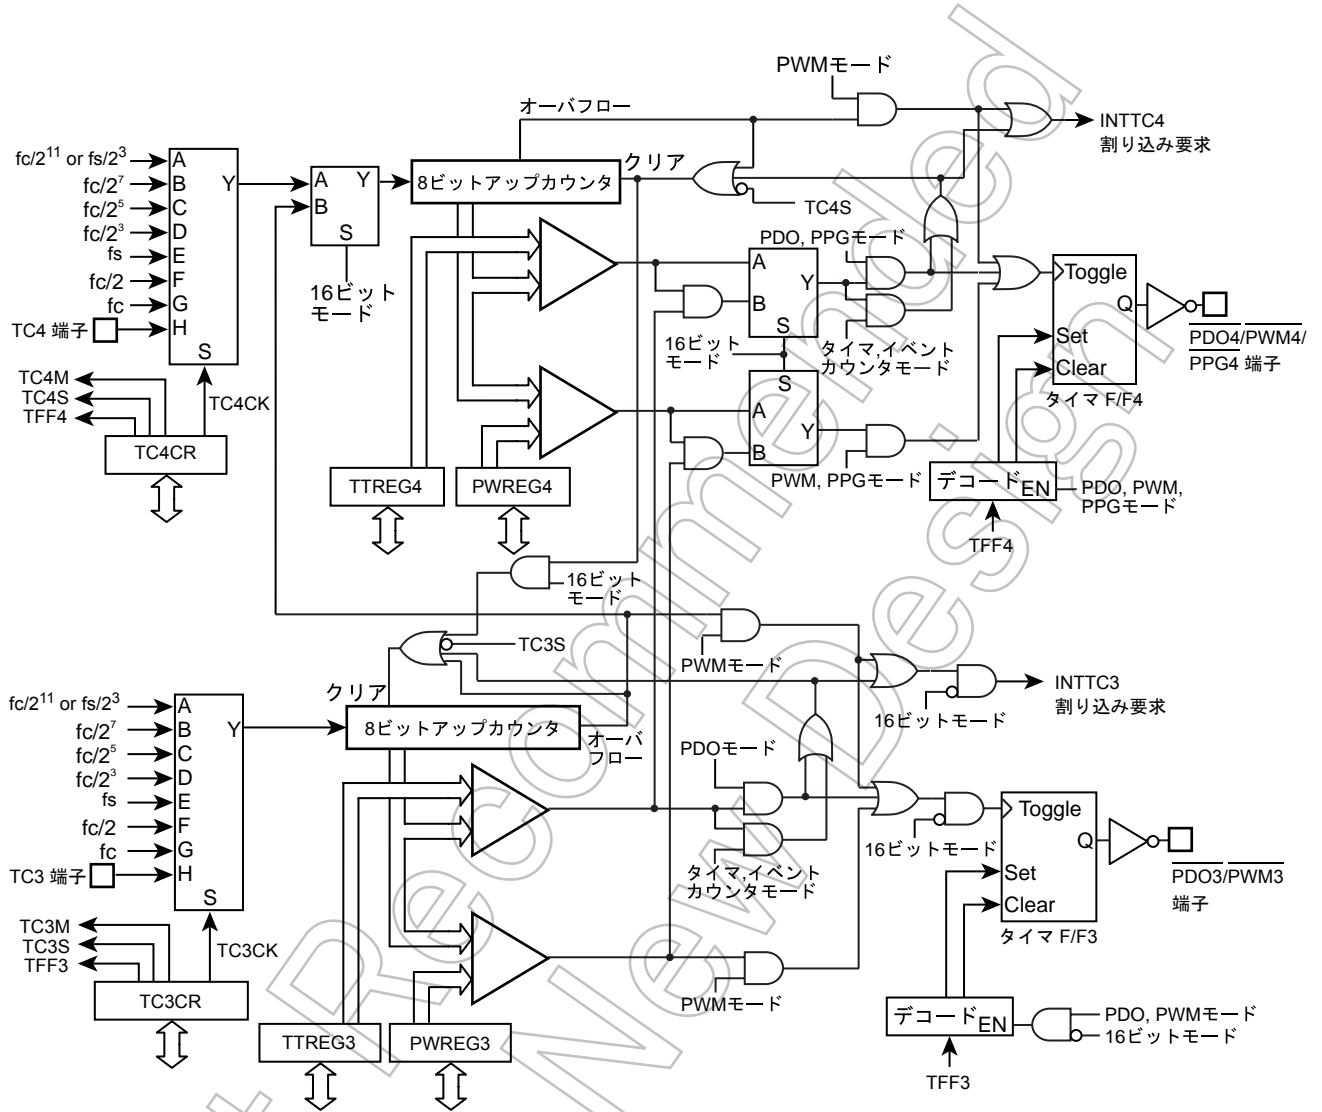 PWMモード
オーバフロー
INTTC4
割り込み要求
クリア
fc/2¹¹ or fs/2³
fc/2⁷
fc/2⁵
fc/2³
fs
fc/2
fc
TC4 端子
A
B
C
D
E
F
G
H
Y
S
A
B
Y
S
16ビット
モード
8ビットアップカウンタ
TC4S
PDO, PPGモード
A
B
Y
S
16ビット
モード
タイマ,イベント
カウンタモード
S
A
B
Y
PWM, PPGモード
Toggle
Q
Set
Clear
タイマ F/F4
PDO4/PWM4/
PPG4 端子
TC4M
TC4S
TFF4
TC4CK
TC4CR
TTREG4
PWREG4
デコード EN
PDO, PWM,
PPGモード
TFF4
16ビット
モード
TC3S
PWMモード
INTTC3
割り込み要求
16ビットモード
クリア
fc/2¹¹ or fs/2³
fc/2⁷
fc/2⁵
fc/2³
fs
fc/2
fc
TC3 端子
A
B
C
D
E
F
G
H
Y
S
8ビットアップカウンタ
オーバ
フロー
PDOモード
タイマ,イベント
カウンタモード
16ビットモード
Toggle
Q
Set
Clear
タイマ F/F3
PDO3/PWM3
端子
TC3M
TC3S
TFF3
TC3CK
TC3CR
PWMモード
TTREG3
PWREG3
デコード EN
PDO, PWMモード
16ビットモード
TFF3
Recommended
New Design